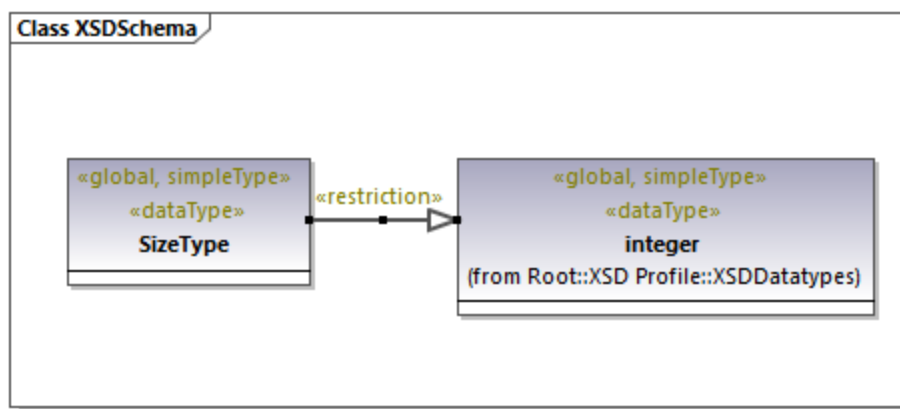 Class XSDSchema
«global, simpleType»
«dataType»
SizeType
«restriction»
«global, simpleType»
«dataType»
integer
(from Root::XSD Profile::XSDDatatypes)